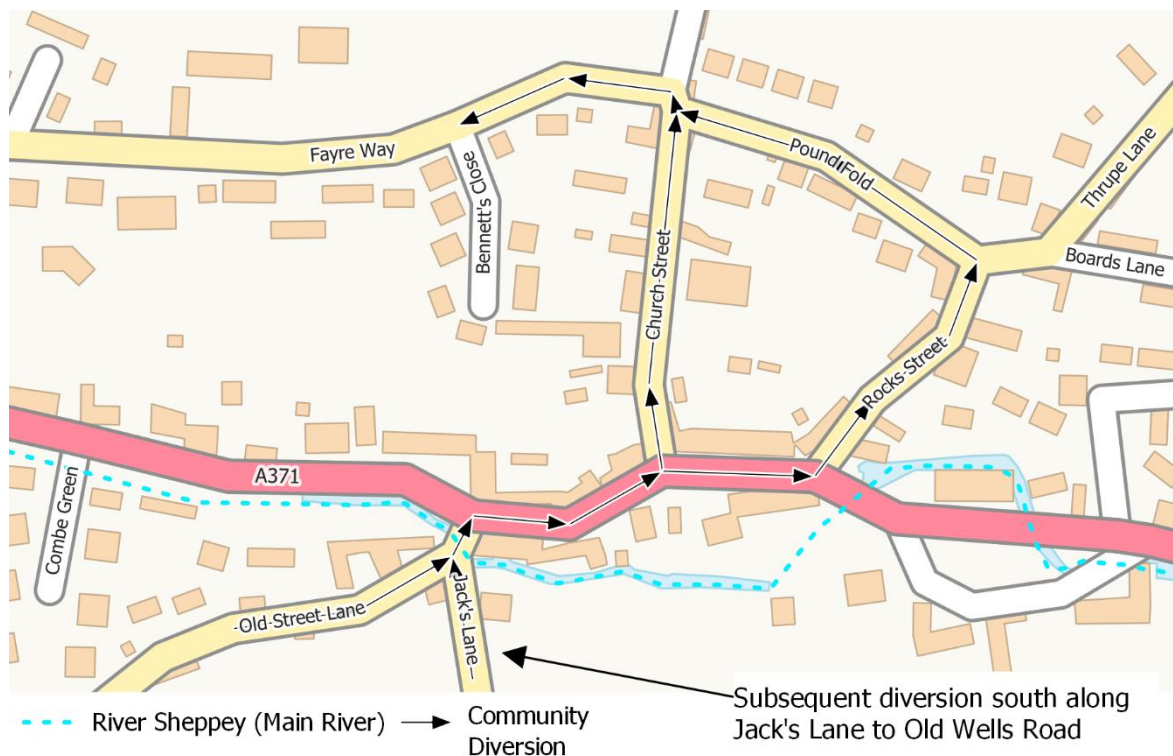 Fayre Way
Bennett's Close
Church Street
Pound Fold
Thrupe Lane
Boards Lane
Rocks Street
A371
Combe Green
Old Street Lane
Jack's Lane
River Sheppey (Main River)
Community
Diversion
Subsequent diversion south along
Jack's Lane to Old Wells Road